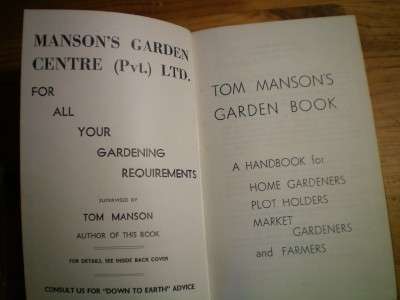 MANSON'S GARDEN
CENTRE (Pvt.) LTD.
FOR
ALL
YOUR
GARDENING
REQUIREMENTS
SUPERVISED BY
TOM MANSON
AUTHOR OF THIS BOOK
FOR DETAILS SEE INSIDE BACK COVER
CONSULT US FOR "DOWN TO EARTH" ADVICE
TOM MANSON'S
GARDEN BOOK
A HANDBOOK for
HOME GARDENERS
PLOT HOLDERS
MARKET
GARDENERS
and FARMERS